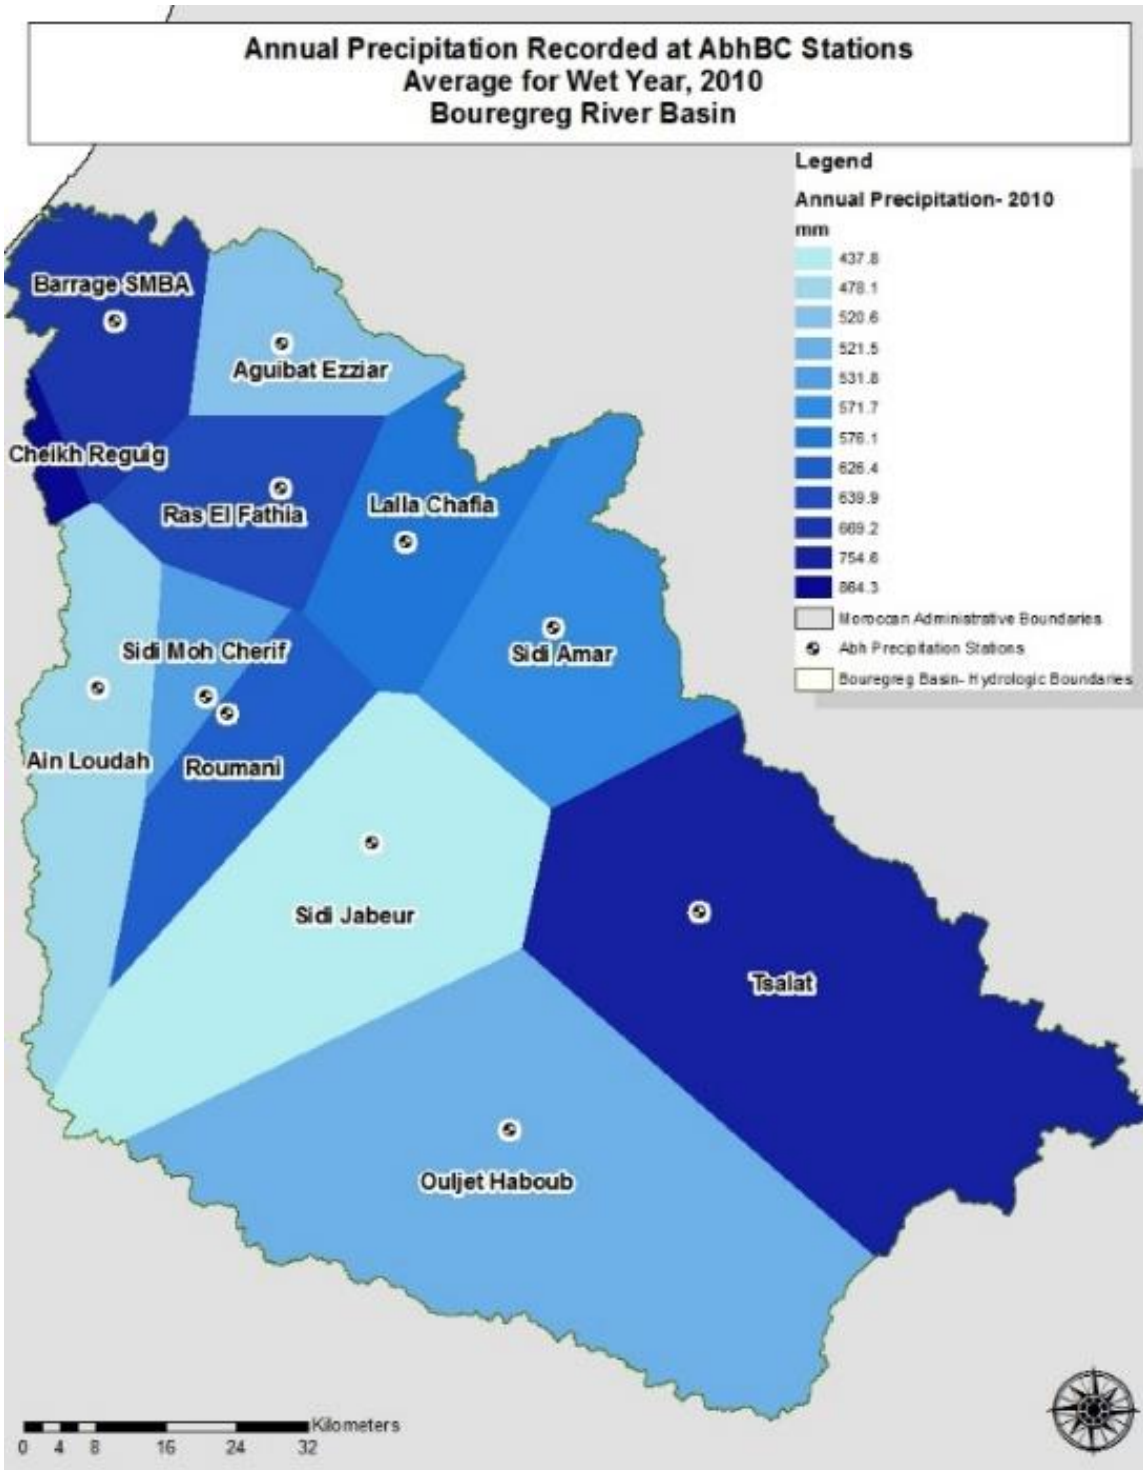 Annual Precipitation Recorded at AbhBC Stations
Average for Wet Year, 2010
Bouregreg River Basin
Legend
Annual Precipitation- 2010
mm
437.8
478.1
520.6
521.5
531.8
571.7
576.1
626.4
639.9
669.2
754.6
864.3
Moroccan Administrative Boundaries
Abh Precipitation Stations
Bouregreg Basin- Hydrologic Boundaries
Barrage SMBA
Aguibat Ezziar
Cheikh Reguig
Ras El Fathia
Lalla Chafia
Sidi Moh Cherif
Sidi Amar
Ain Loudah
Roumani
Sidi Jabeur
Tsalat
Ouljet Haboub
Kilometers
0 4 8 16 24 32